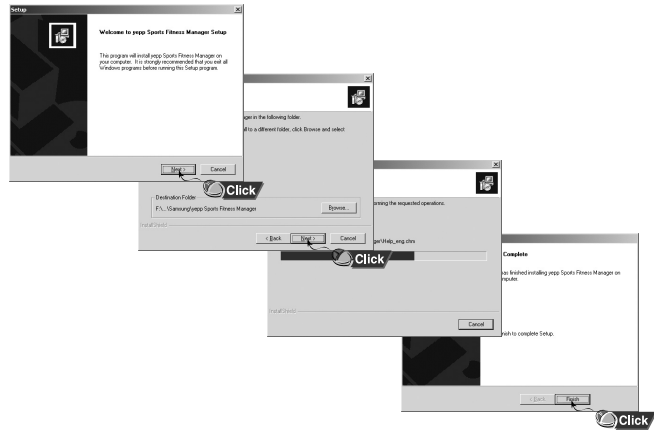 Setup
Welcome to yepp Sports Fitness Manager Setup
This program will install yepp Sports Fitness Manager on
your computer. It is strongly recommended that you exit all
Windows programs before running this Setup program.
Next >
Cancel
Click
ager in the following folder.
all to a different folder, click Browse and select
Destination Folder
F:\...\Samsung\yepp Sports Fitness Manager
Browse...
InstallShield
< Back
Next >
Cancel
Click
orming the requested operations.
ger\Help_eng.chm
InstallShield
Cancel
Complete
has finished installing yepp Sports Fitness Manager on
mputer.
nish to complete Setup.
< Back
Finish
Click